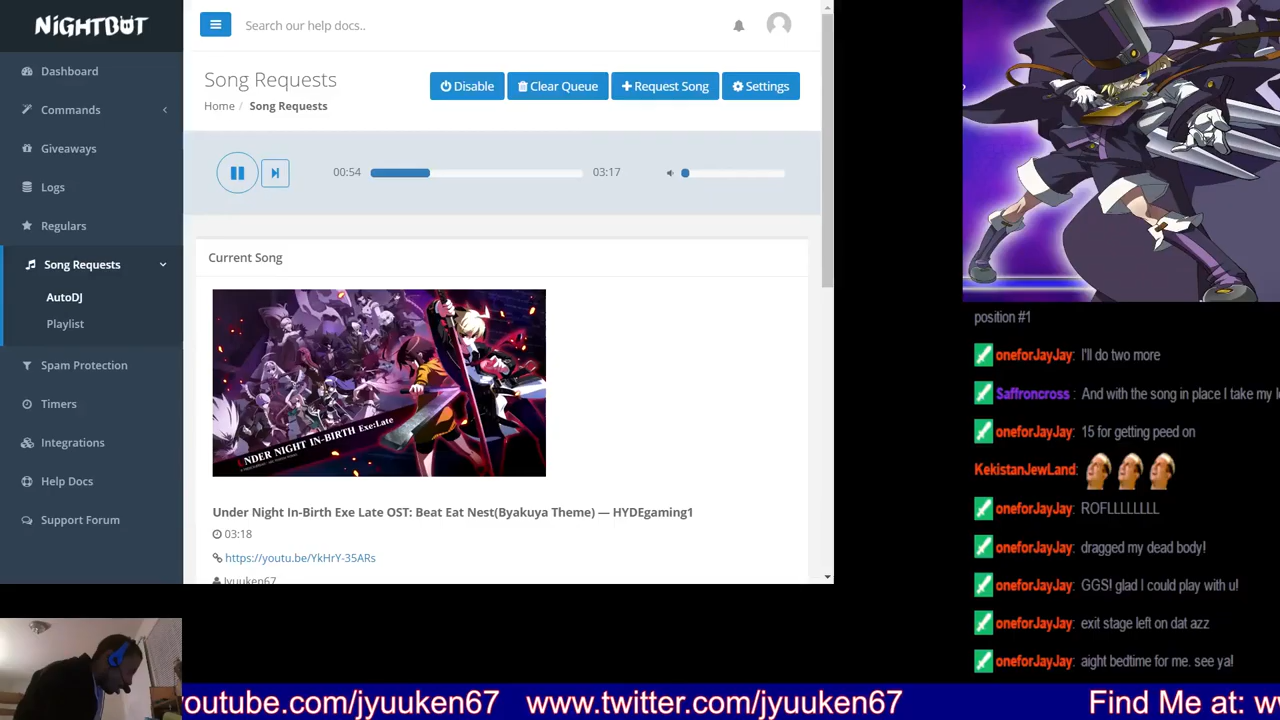 NIGHTBOT
Dashboard
Commands
Giveaways
Logs
Regulars
Song Requests
AutoDJ
Playlist
Spam Protection
Timers
Integrations
Help Docs
Support Forum
Search our help docs..
Song Requests
Home / Song Requests
Disable
Clear Queue
Request Song
Settings
00:54
03:17
Current Song
NDER NIGHT IN-BIRTH Exe:Late
Under Night In-Birth Exe Late OST: Beat Eat Nest(Byakuya Theme) — HYDEgaming1
03:18
https://youtu.be/YkHrY-35ARs
Jyuuken67
position #1
oneforJayJay: I'll do two more
Saffroncross : And with the song in place I take my l
oneforJayJay: 15 for getting peed on
KekistanJewLand:
oneforJayJay: ROFLLLLLLLL
oneforJayJay: dragged my dead body!
oneforJayJay: GGS! glad I could play with u!
oneforJayJay: exit stage left on dat azz
oneforJayJay: aight bedtime for me. see ya!
youtube.com/jyuuken67 www.twitter.com/jyuuken67 Find Me at: w